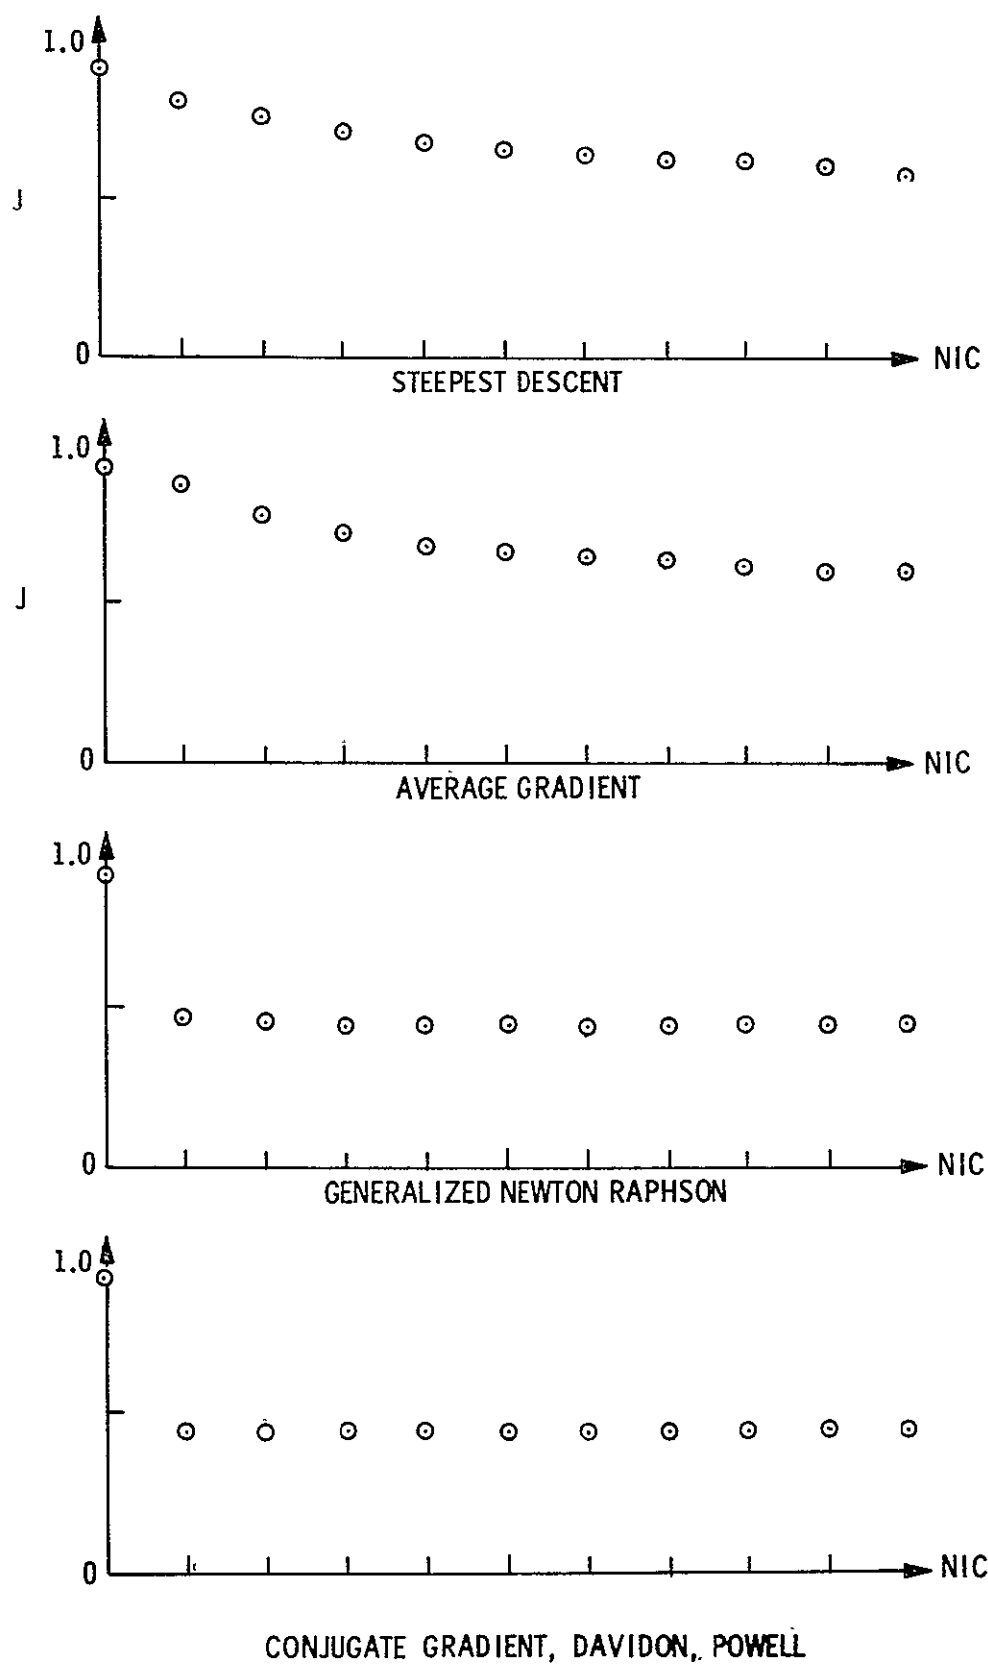 1.0
J
0
NIC
STEEPEST DESCENT
1.0
J
0
NIC
AVERAGE GRADIENT
1.0
0
NIC
GENERALIZED NEWTON RAPHSON
1.0
0
NIC
CONJUGATE GRADIENT, DAVIDON, POWELL